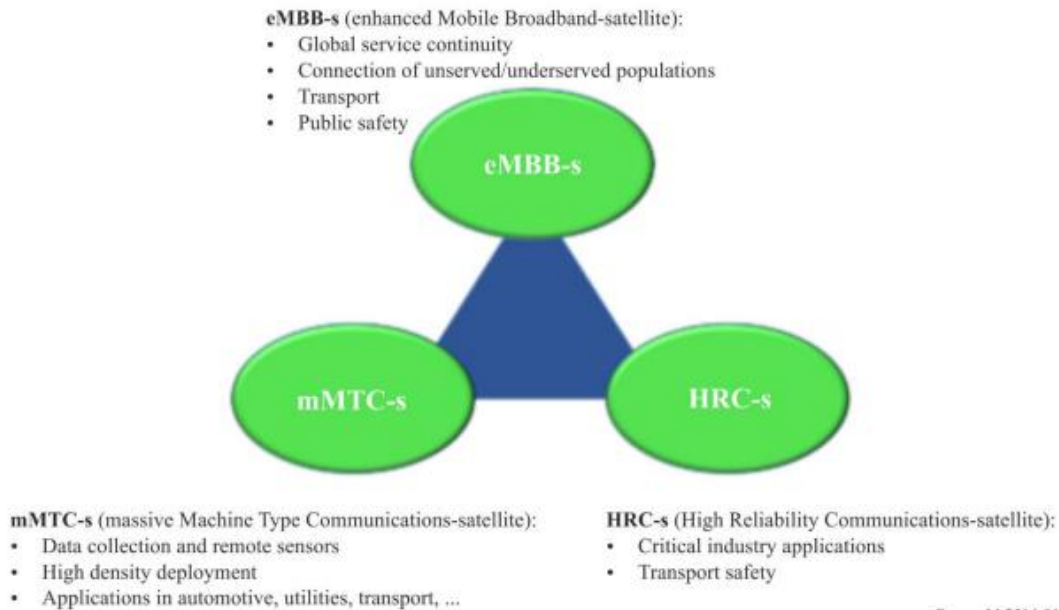 eMBB-s (enhanced Mobile Broadband-satellite):
• Global service continuity
• Connection of unserved/underserved populations
• Transport
• Public safety
eMBB-s
mMTC-s
HRC-s
mMTC-s (massive Machine Type Communications-satellite):
• Data collection and remote sensors
• High density deployment
• Applications in automotive, utilities, transport, ...
HRC-s (High Reliability Communications-satellite):
• Critical industry applications
• Transport safety